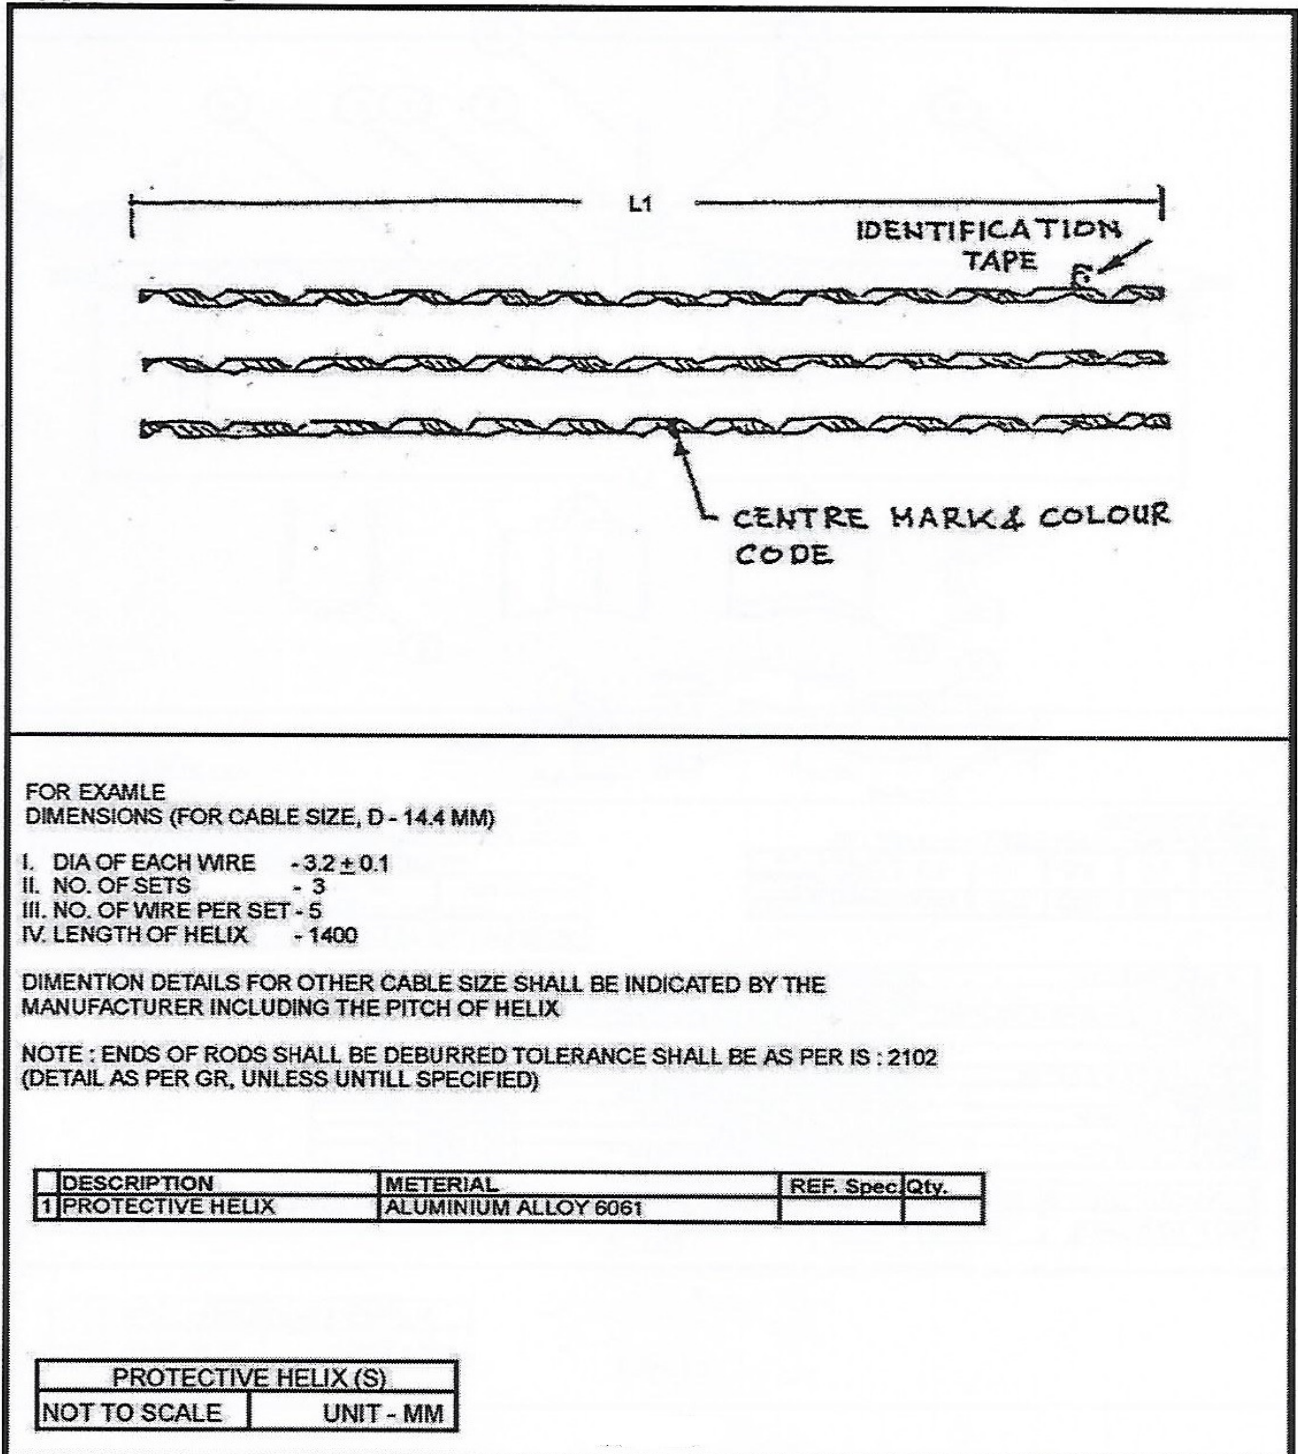 L1
IDENTIFICATION
TAPE
CENTRE MARK & COLOUR
CODE
FOR EXAMLE
DIMENSIONS (FOR CABLE SIZE, D - 14.4 MM)
I. DIA OF EACH WIRE - 3.2 ± 0.1
II. NO. OF SETS - 3
III. NO. OF WIRE PER SET - 5
IV. LENGTH OF HELIX - 1400
DIMENTION DETAILS FOR OTHER CABLE SIZE SHALL BE INDICATED BY THE
MANUFACTURER INCLUDING THE PITCH OF HELIX
NOTE : ENDS OF RODS SHALL BE DEBURRED TOLERANCE SHALL BE AS PER IS : 2102
(DETAIL AS PER GR, UNLESS UNTILL SPECIFIED)
DESCRIPTION METERIAL REF. Spec Qty.
1 PROTECTIVE HELIX ALUMINIUM ALLOY 6061
PROTECTIVE HELIX (S)
NOT TO SCALE UNIT - MM